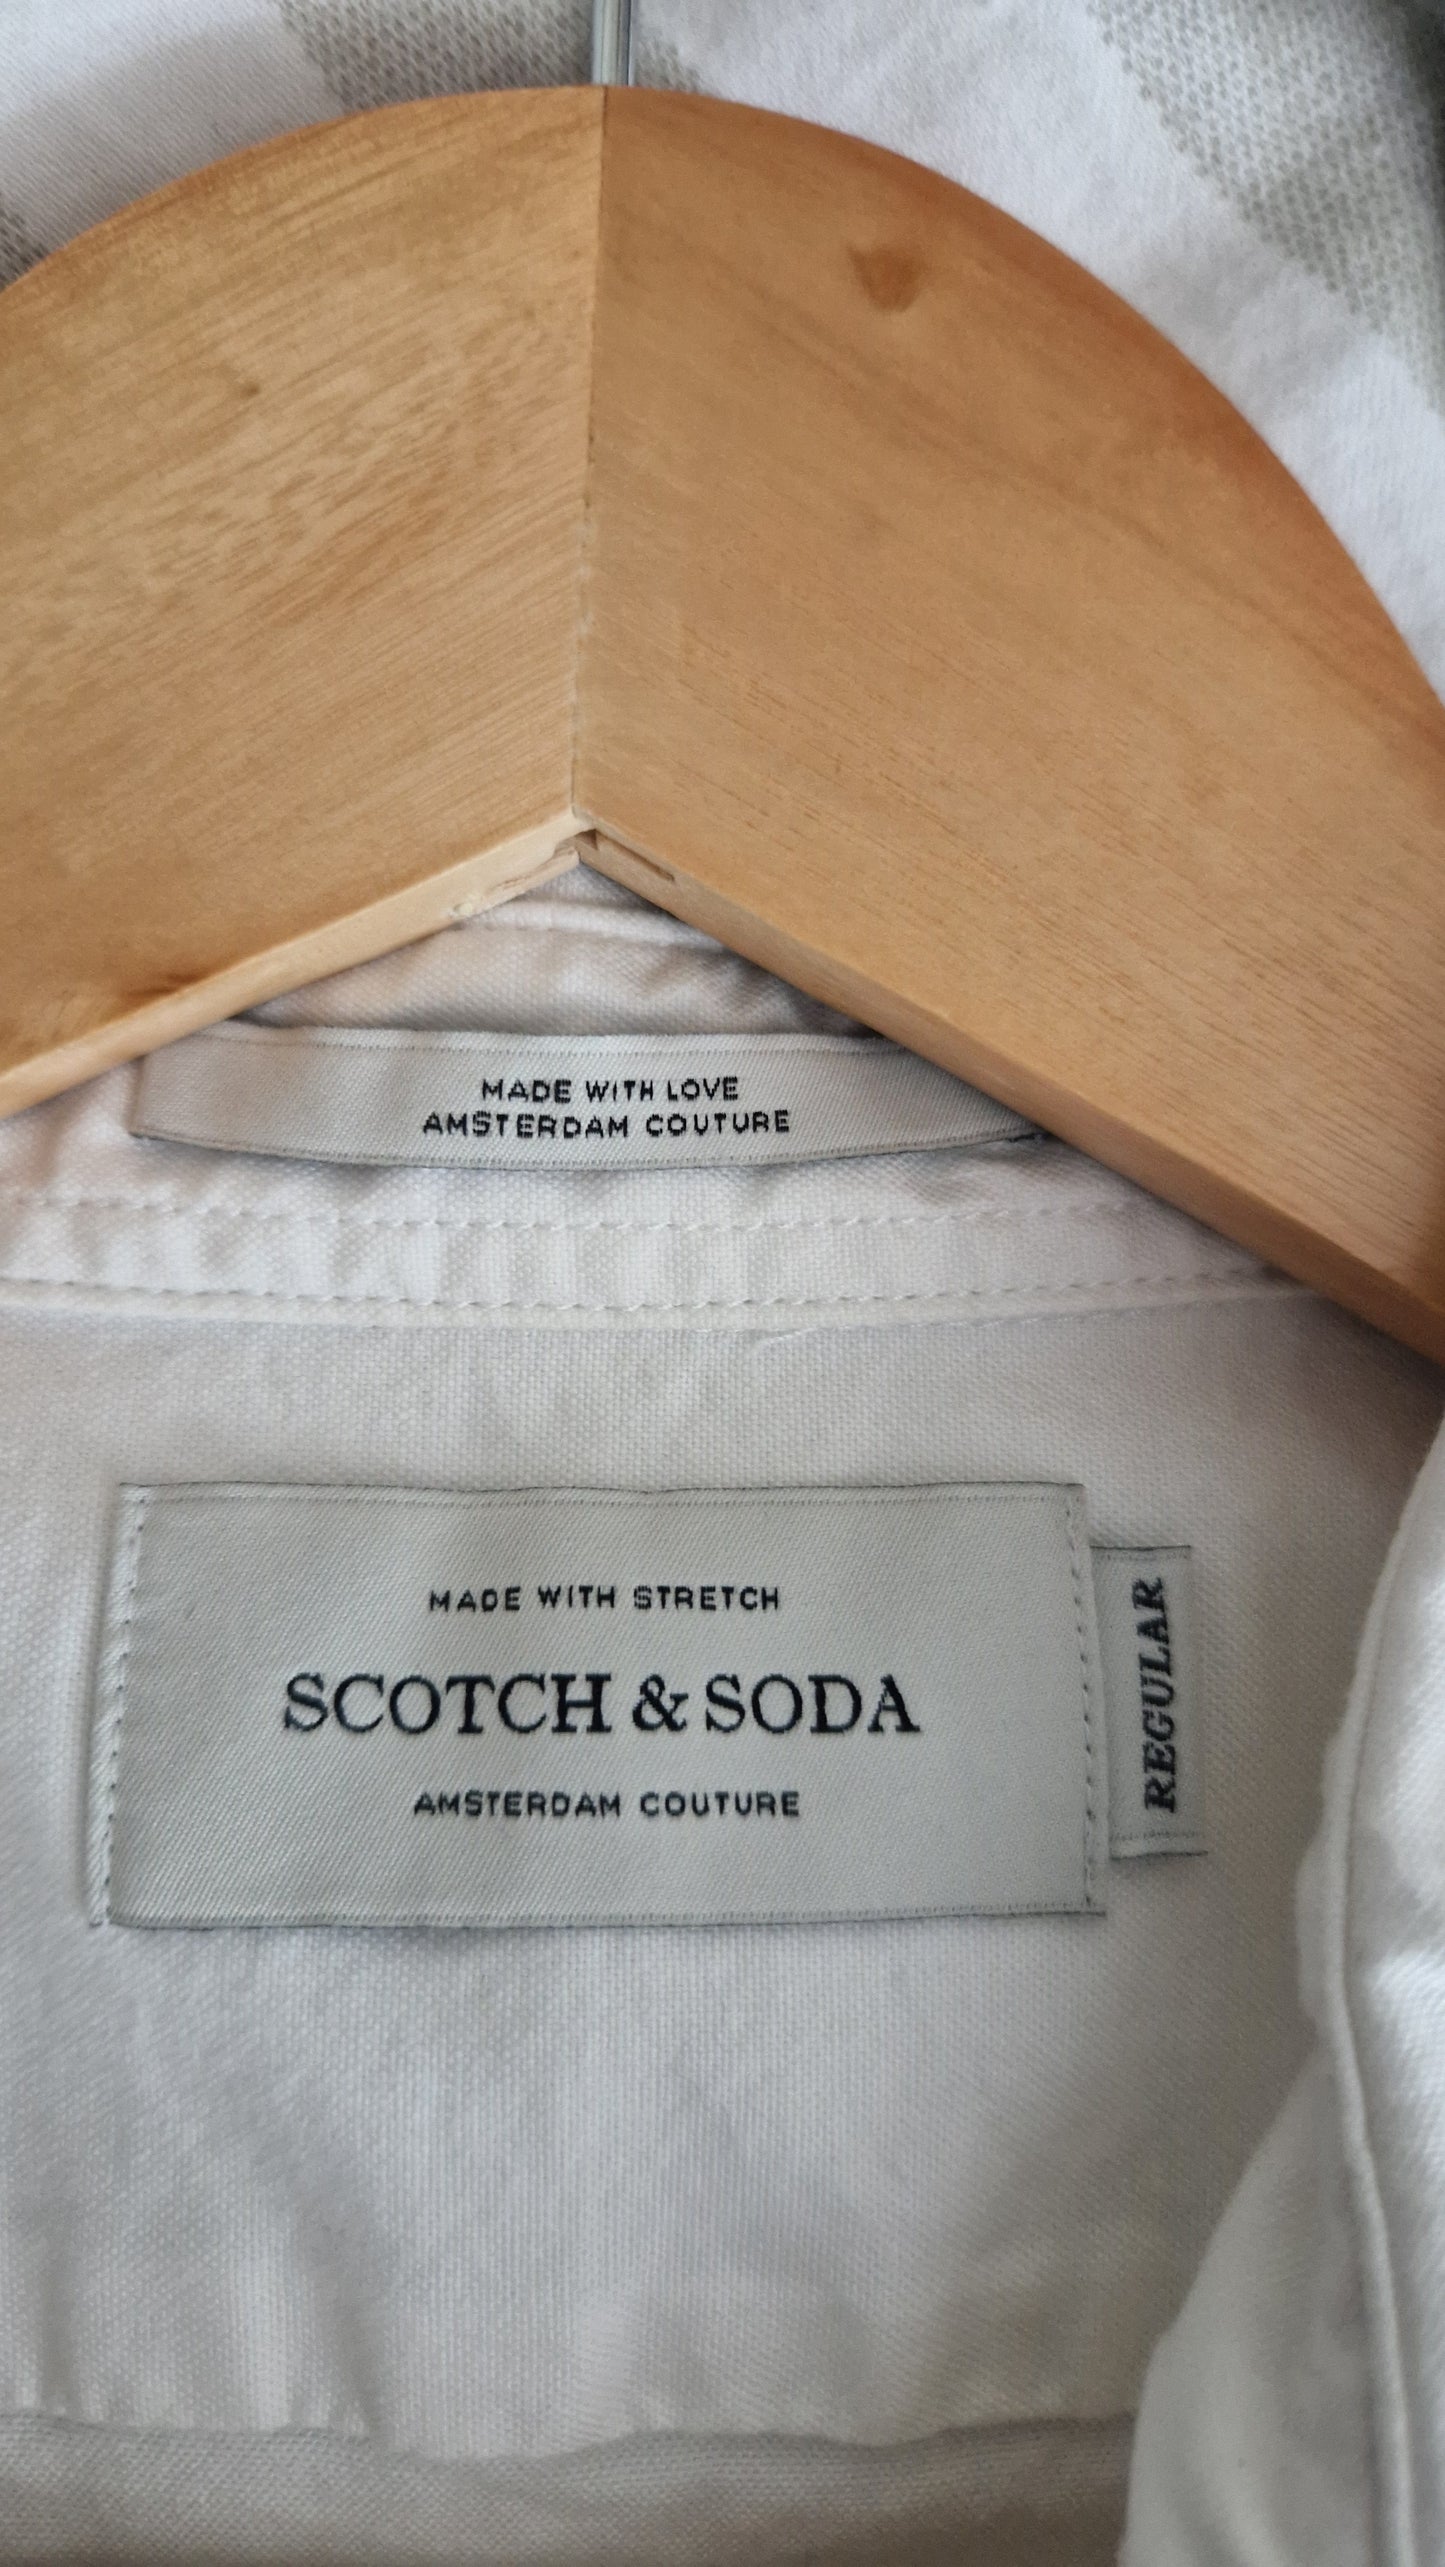 MADE WITH LOVE
AMSTERDAM COUTURE
MADE WITH STRETCH
SCOTCH & SODA
AMSTERDAM COUTURE
REGULAR